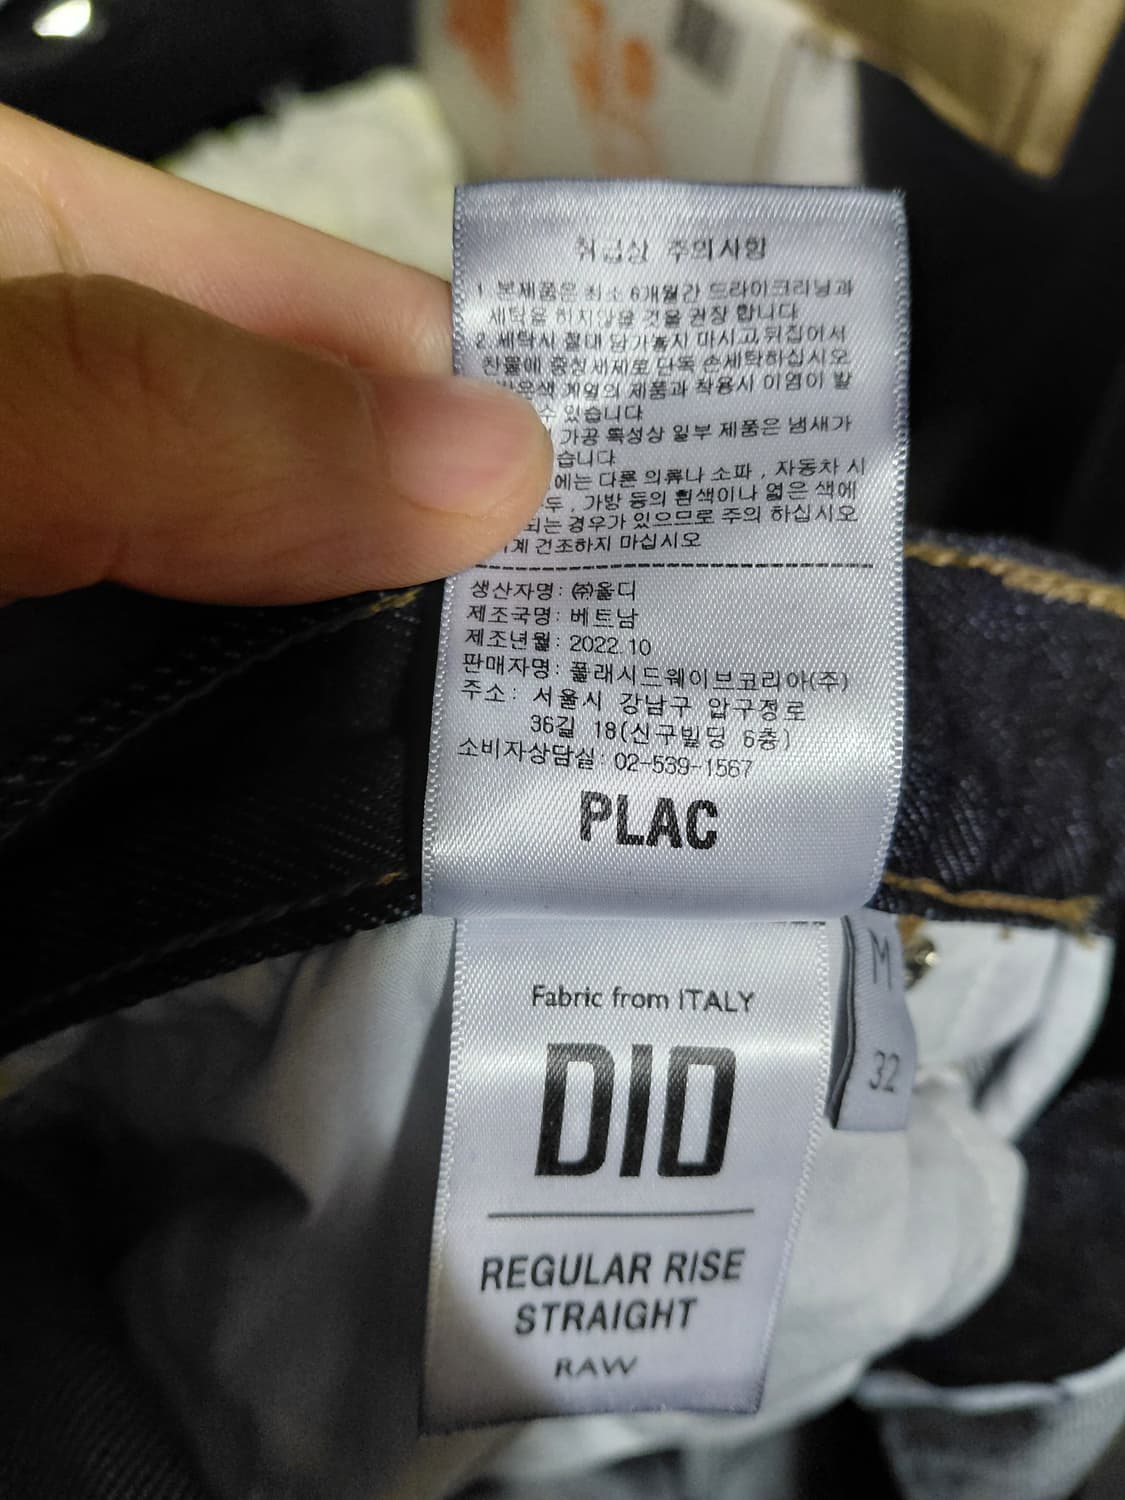 취급상 주의사항
1. 본제품은 최소 6개월간 드라이크리닝과
세탁을 하지않을 것을 권장 합니다
2. 세탁시 절대 담가놓지 마시고 뒤집어서
찬물에 중성세제로 단독 손세탁하십시오
밝은색 계열의 제품과 착용시 이염이 발
수 있습니다
가공 특성상 일부 제품은 냄새가
습니다
에는 다른 의류나 소파 , 자동차 시
두 , 가방 등의 흰색이나 엷은 색에
되는 경우가 있으므로 주의 하십시오
건조하지 마십시오
생산자명: ㈜올디
제조국명: 베트남
제조년월: 2022.10
판매자명: 플래시드웨이브코리아(주)
주소: 서울시 강남구 압구정로
36길 18(신구빌딩 6층)
소비자상담실: 02-539-1567
PLAC
Fabric from ITALY
DIO
REGULAR RISE
STRAIGHT
RAW
M
32